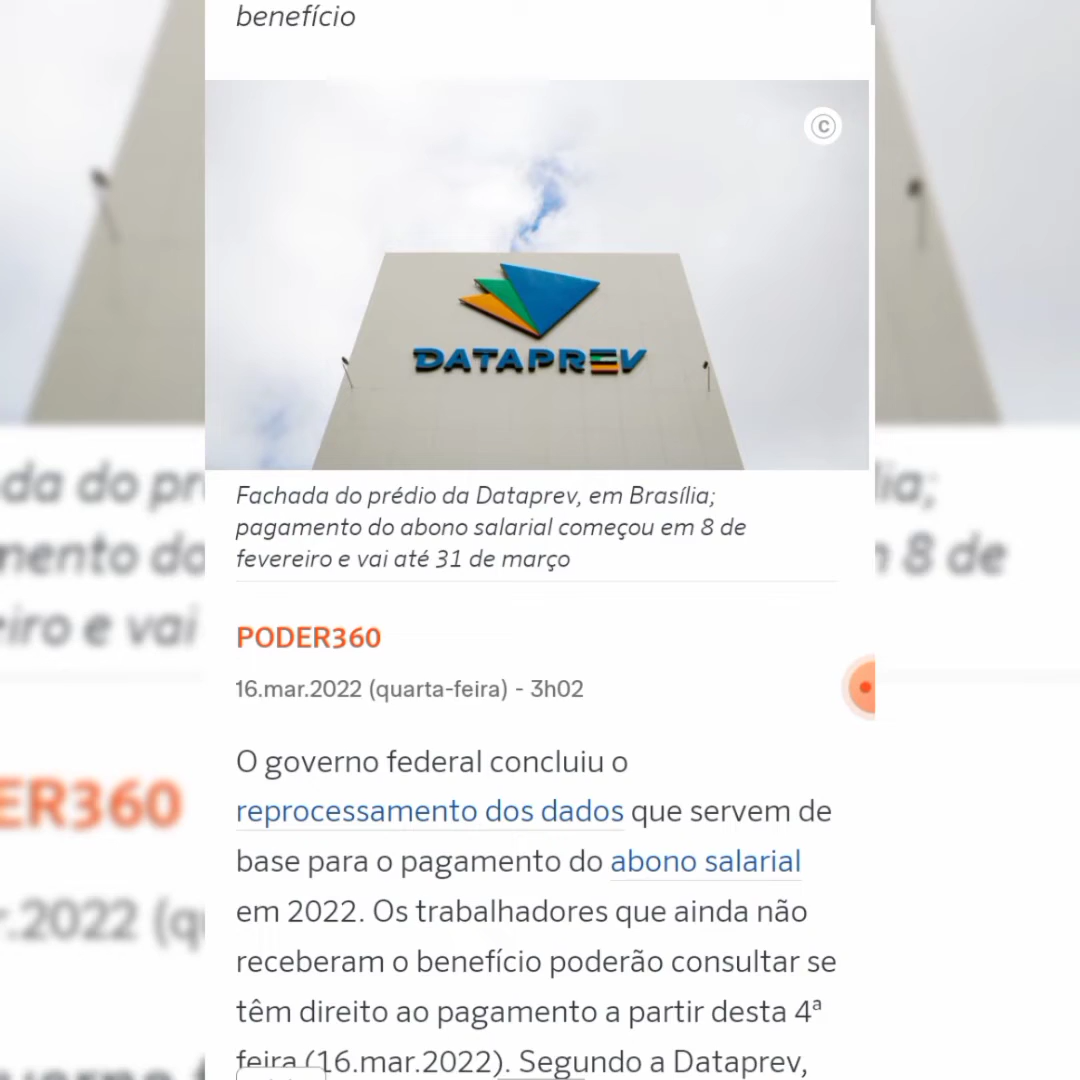 benefício
©
DATAPREV
Fachada do prédio da Dataprev, em Brasília;
pagamento do abono salarial começou em 8 de
fevereiro e vai até 31 de março
PODER360
16.mar.2022 (quarta-feira) - 3h02
O governo federal concluiu o
reprocessamento dos dados que servem de
base para o pagamento do abono salarial
em 2022. Os trabalhadores que ainda não
receberam o benefício poderão consultar se
têm direito ao pagamento a partir desta 4ª
feira (16.mar.2022). Segundo a Dataprev,